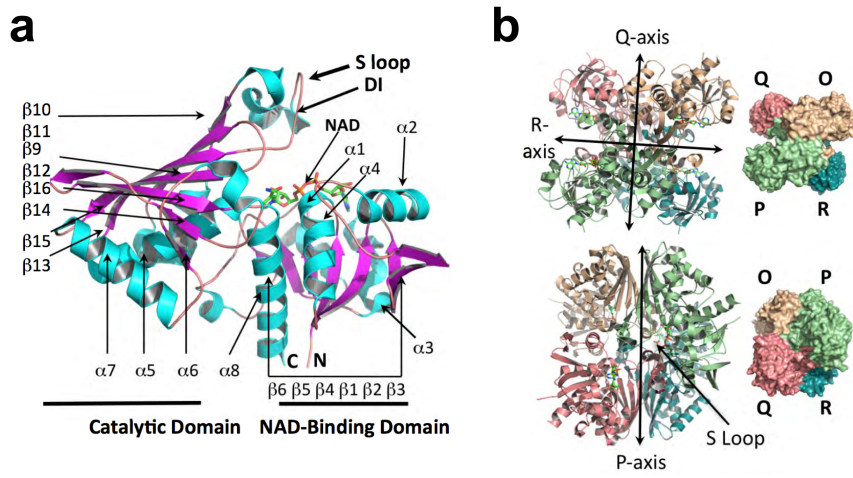 a
S loop
DI
β10
β11
β9
β12
β16
β14
β15
β13
NAD
α1
α4
α2
α7
α5
α6
α8
C N
α3
β6 β5 β4 β1 β2 β3
Catalytic Domain
NAD-Binding Domain
b
Q-axis
R-
axis
Q O
P R
O P
Q R
S Loop
P-axis